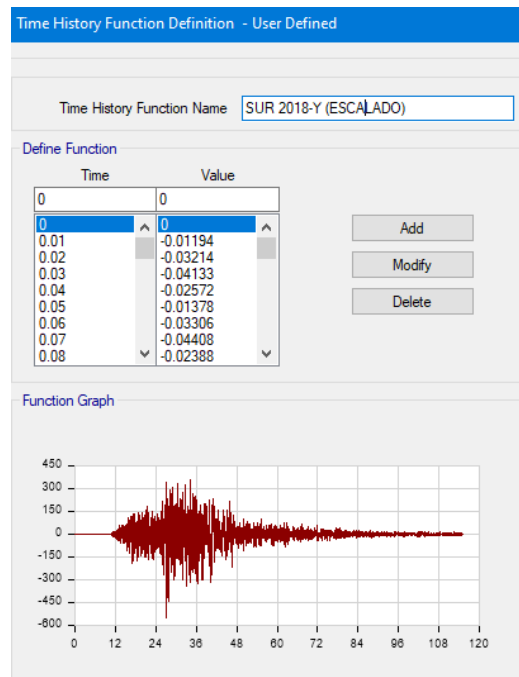 Time History Function Definition - User Defined
Time History Function Name SUR 2018-Y (ESCALADO)
Define Function
Time Value
0 0
0 0
0.01 -0.01194
0.02 -0.03214
0.03 -0.04133
0.04 -0.02572
0.05 -0.01378
0.06 -0.03306
0.07 -0.04408
0.08 -0.02388
Add
Modify
Delete
Function Graph
450
300
150
0
-150
-300
-450
-600
0 12 24 36 48 60 72 84 96 108 120